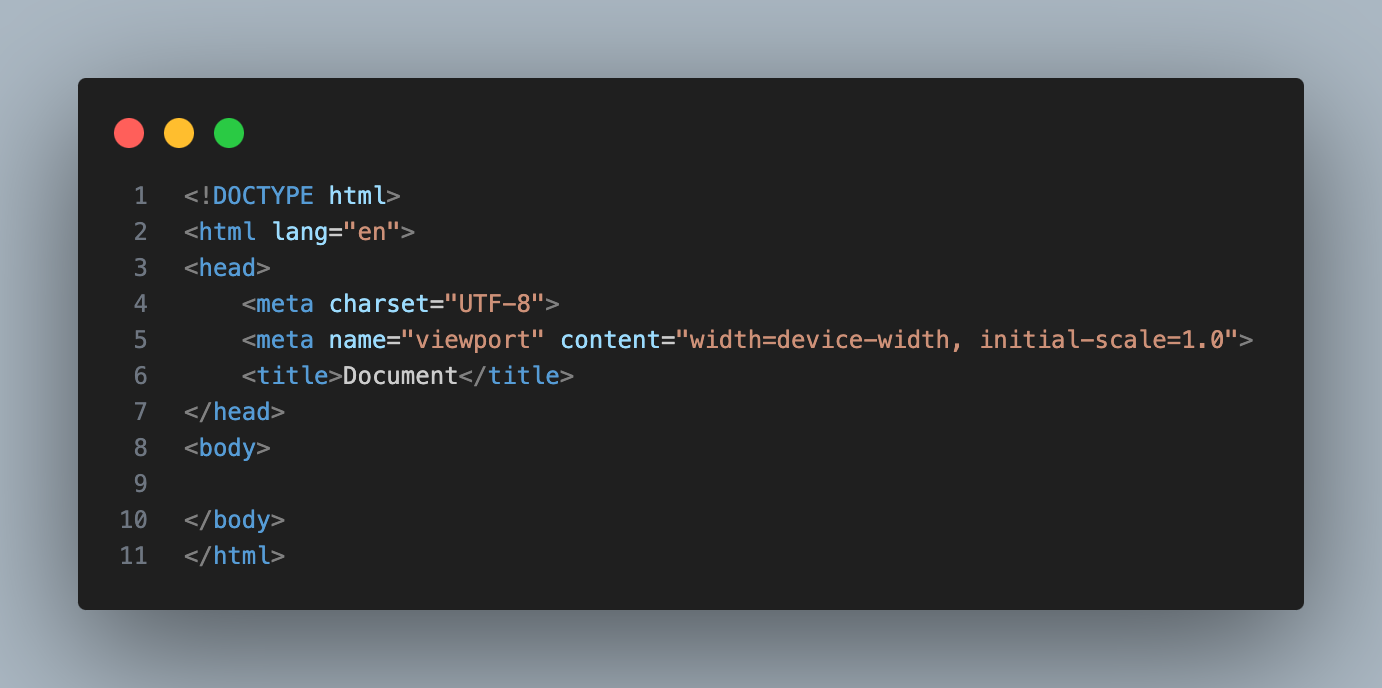 1 <!DOCTYPE html>
2 <html lang="en">
3 <head>
4     <meta charset="UTF-8">
5     <meta name="viewport" content="width=device-width, initial-scale=1.0">
6     <title>Document</title>
7 </head>
8 <body>
9
10 </body>
11 </html>